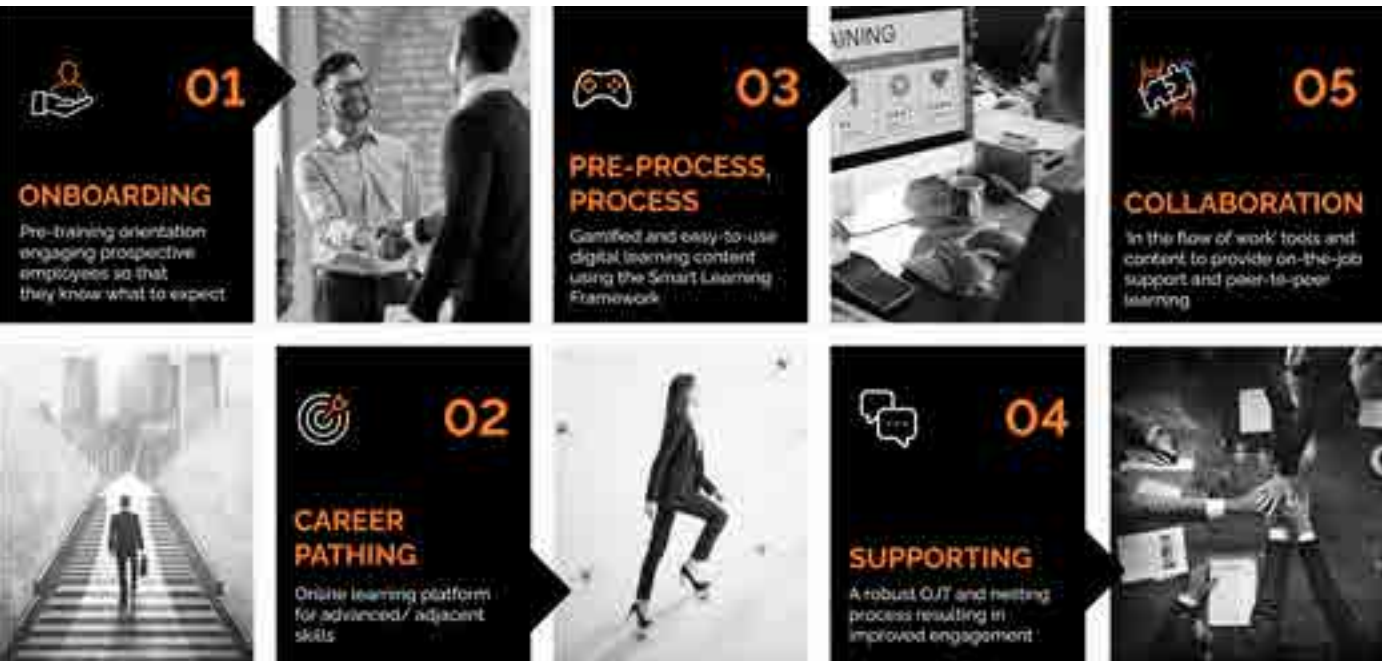 01
ONBOARDING
Pre-training orientation
engaging prospective
employees so that
they know what to expect
02
CAREER
PATHING
Online learning platform
for advanced/ adjacent
skills
03
PRE-PROCESS,
PROCESS
Gamified and easy-to-use
digital learning content
using the Smart Learning
Framework
AINING
04
SUPPORTING
A robust OJT and nesting
process resulting in
improved engagement
05
COLLABORATION
'In the flow of work' tools and
content to provide on-the-job
support and peer-to-peer
learning